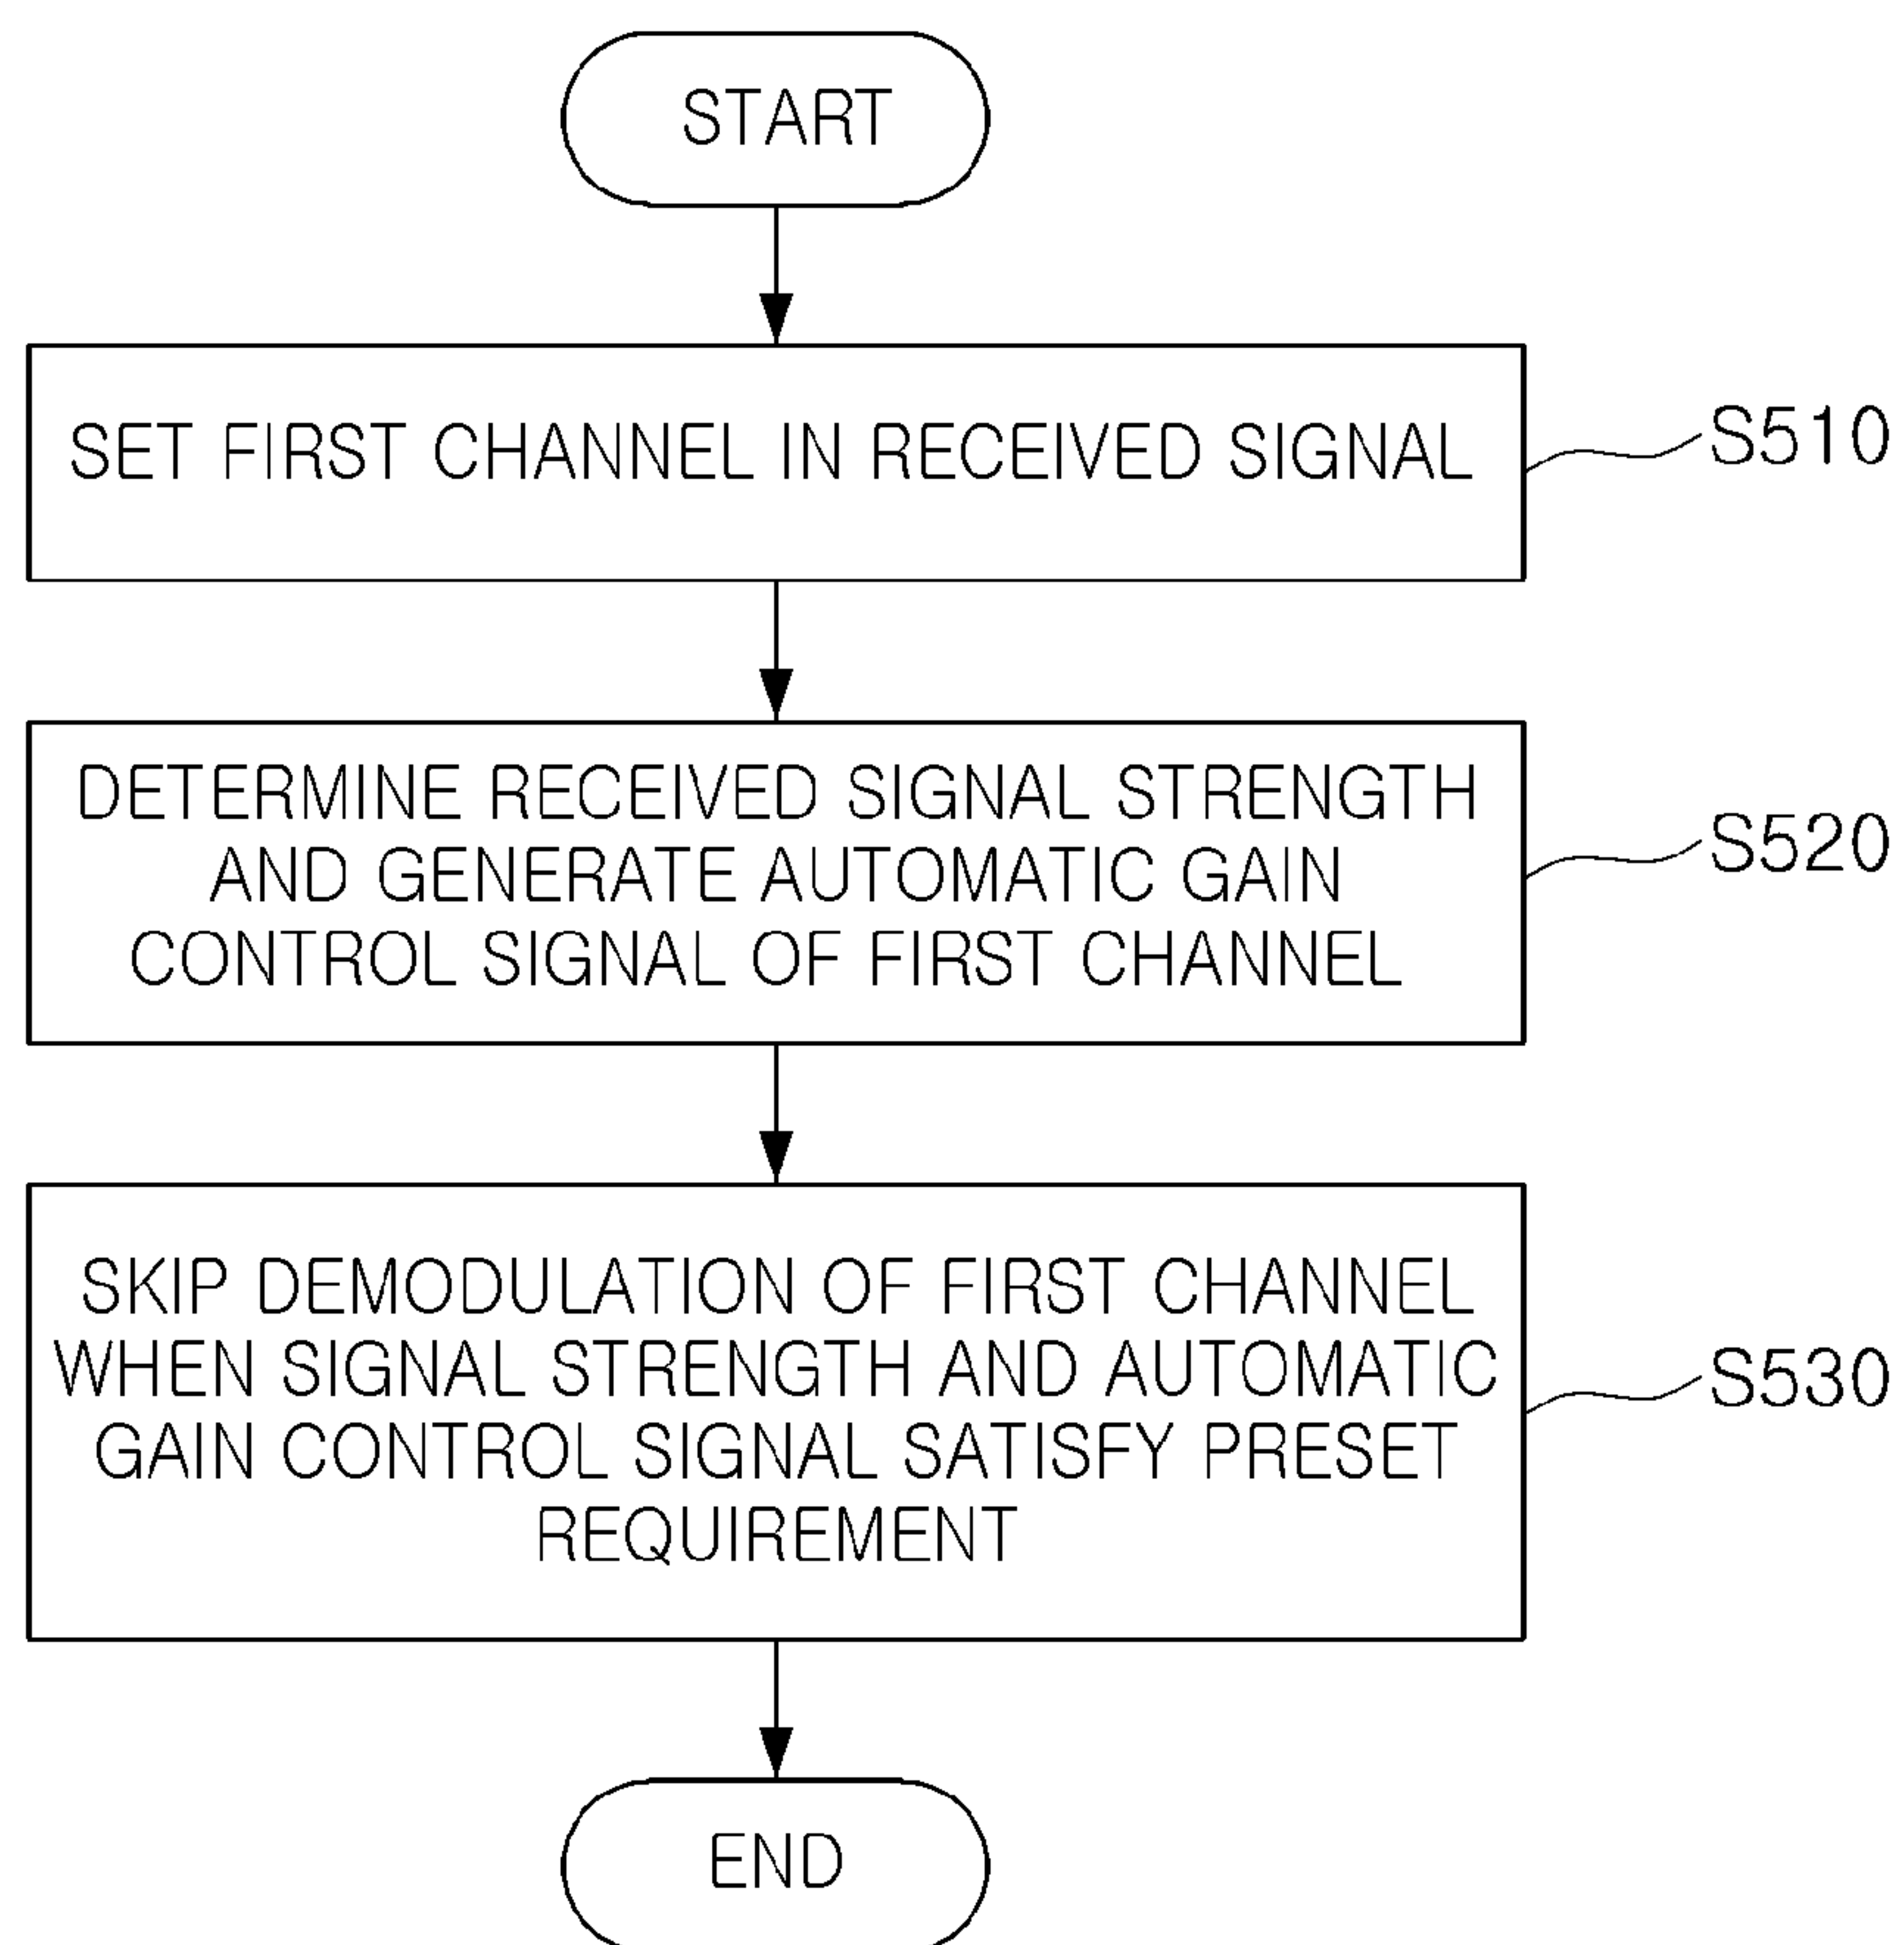 START
SET FIRST CHANNEL IN RECEIVED SIGNAL
S510
DETERMINE RECEIVED SIGNAL STRENGTH
AND GENERATE AUTOMATIC GAIN
CONTROL SIGNAL OF FIRST CHANNEL
S520
SKIP DEMODULATION OF FIRST CHANNEL
WHEN SIGNAL STRENGTH AND AUTOMATIC
GAIN CONTROL SIGNAL SATISFY PRESET
REQUIREMENT
S530
END